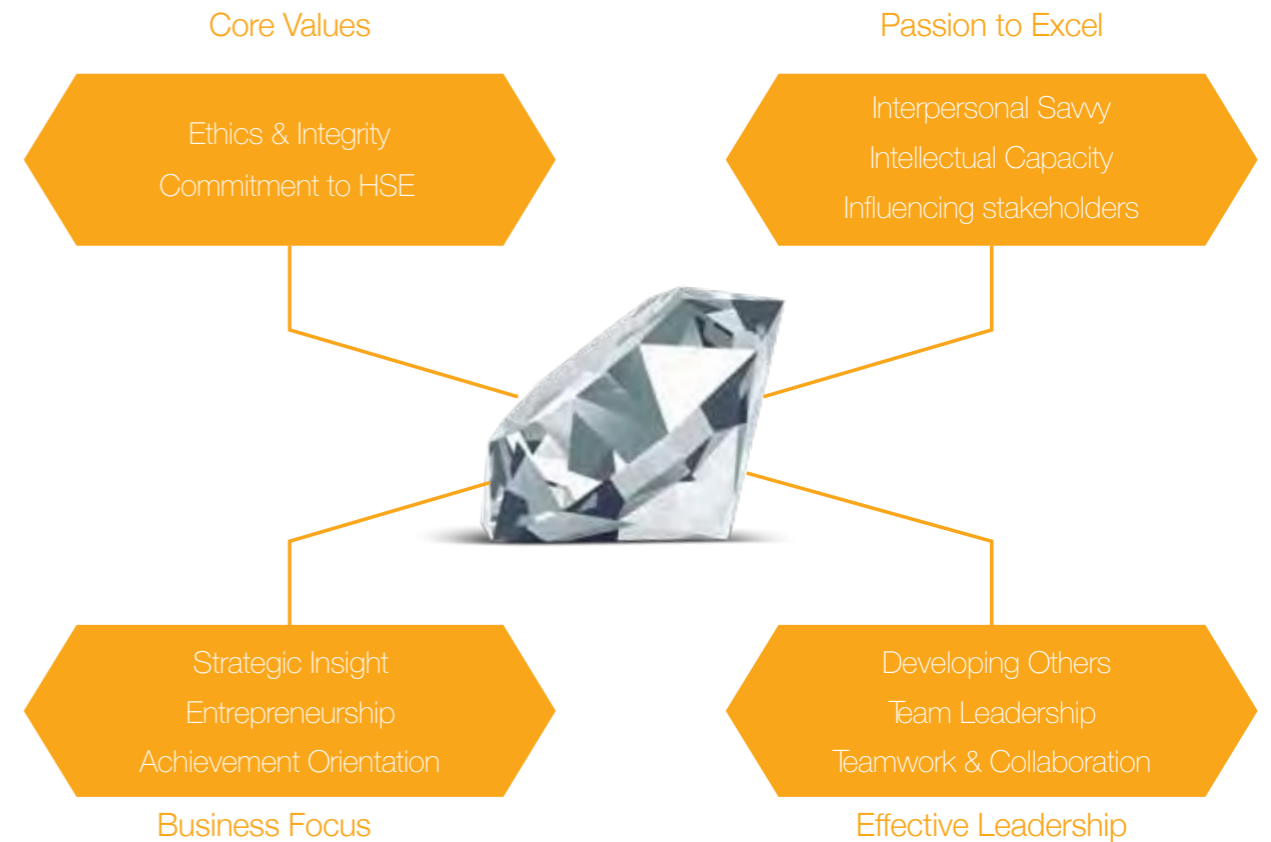 Core Values
Ethics & Integrity
Commitment to HSE
Passion to Excel
Interpersonal Savvy
Intellectual Capacity
Influencing stakeholders
Strategic Insight
Entrepreneurship
Achievement Orientation
Business Focus
Developing Others
Team Leadership
Teamwork & Collaboration
Effective Leadership